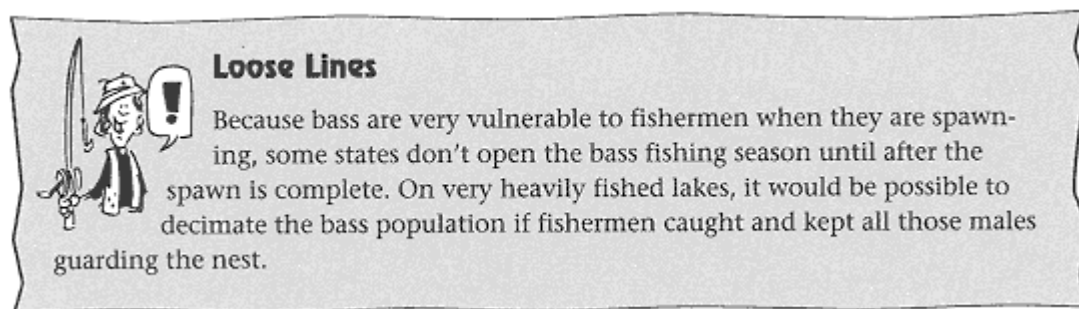 Loose Lines
!
Because bass are very vulnerable to fishermen when they are spawn-
ing, some states don't open the bass fishing season until after the
spawn is complete. On very heavily fished lakes, it would be possible to
decimate the bass population if fishermen caught and kept all those males
guarding the nest.